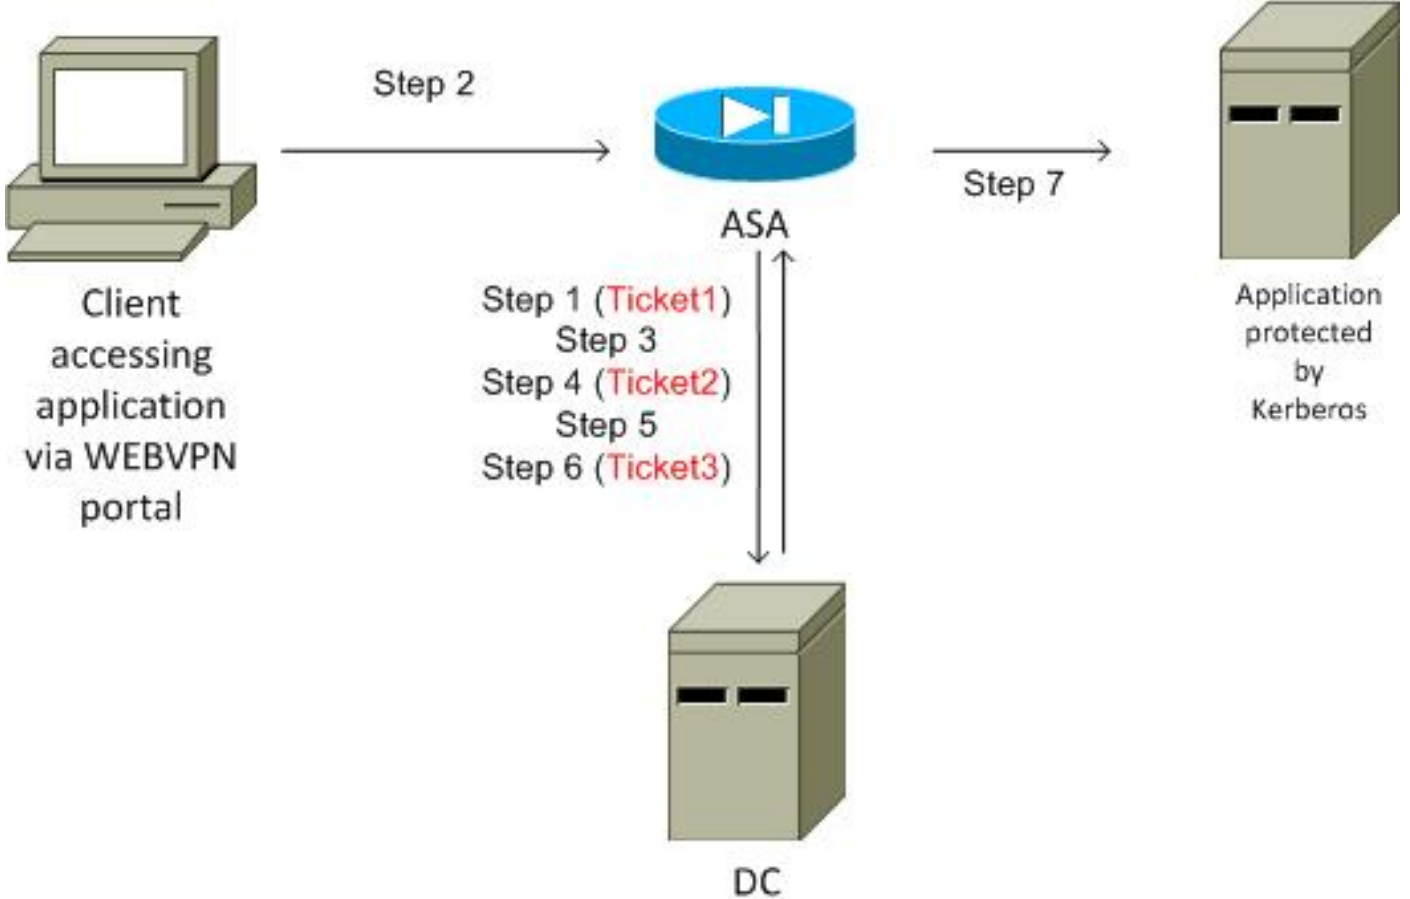 Step 2
Step 7
ASA
Client
accessing
application
via WEBVPN
portal
Step 1 (Ticket1)
Step 3
Step 4 (Ticket2)
Step 5
Step 6 (Ticket3)
Application
protected
by
Kerberos
DC